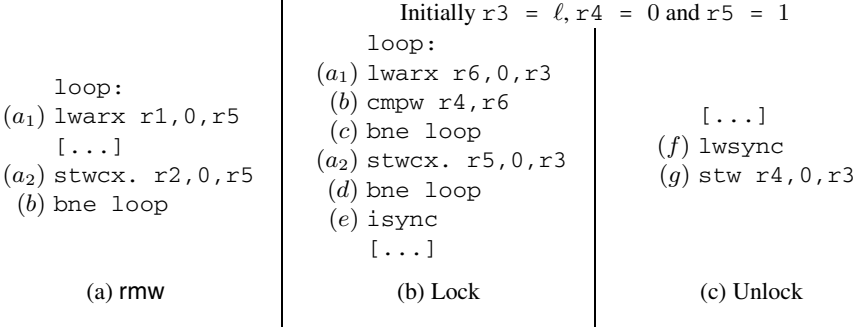 Initially r3 = ℓ, r4 = 0 and r5 = 1
loop:
(a₁) lwarx r1,0,r5
[...]
(a₂) stwcx. r2,0,r5
(b) bne loop
(a) rmw
loop:
(a₁) lwarx r6,0,r3
(b) cmpw r4,r6
(c) bne loop
(a₂) stwcx. r5,0,r3
(d) bne loop
(e) isync
[...]
(b) Lock
[...]
(f) lwsync
(g) stw r4,0,r3
(c) Unlock